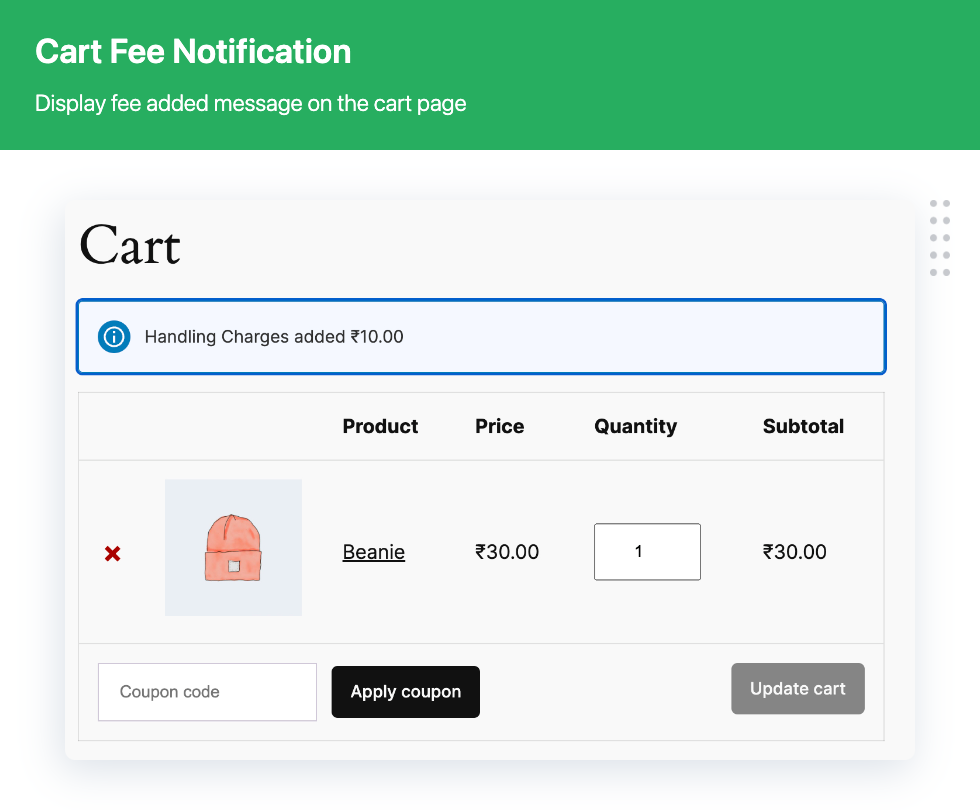 Cart Fee Notification
Display fee added message on the cart page
Cart
Handling Charges added ₹10.00
Product Price Quantity Subtotal
Beanie ₹30.00 1 ₹30.00
Coupon code Apply coupon Update cart